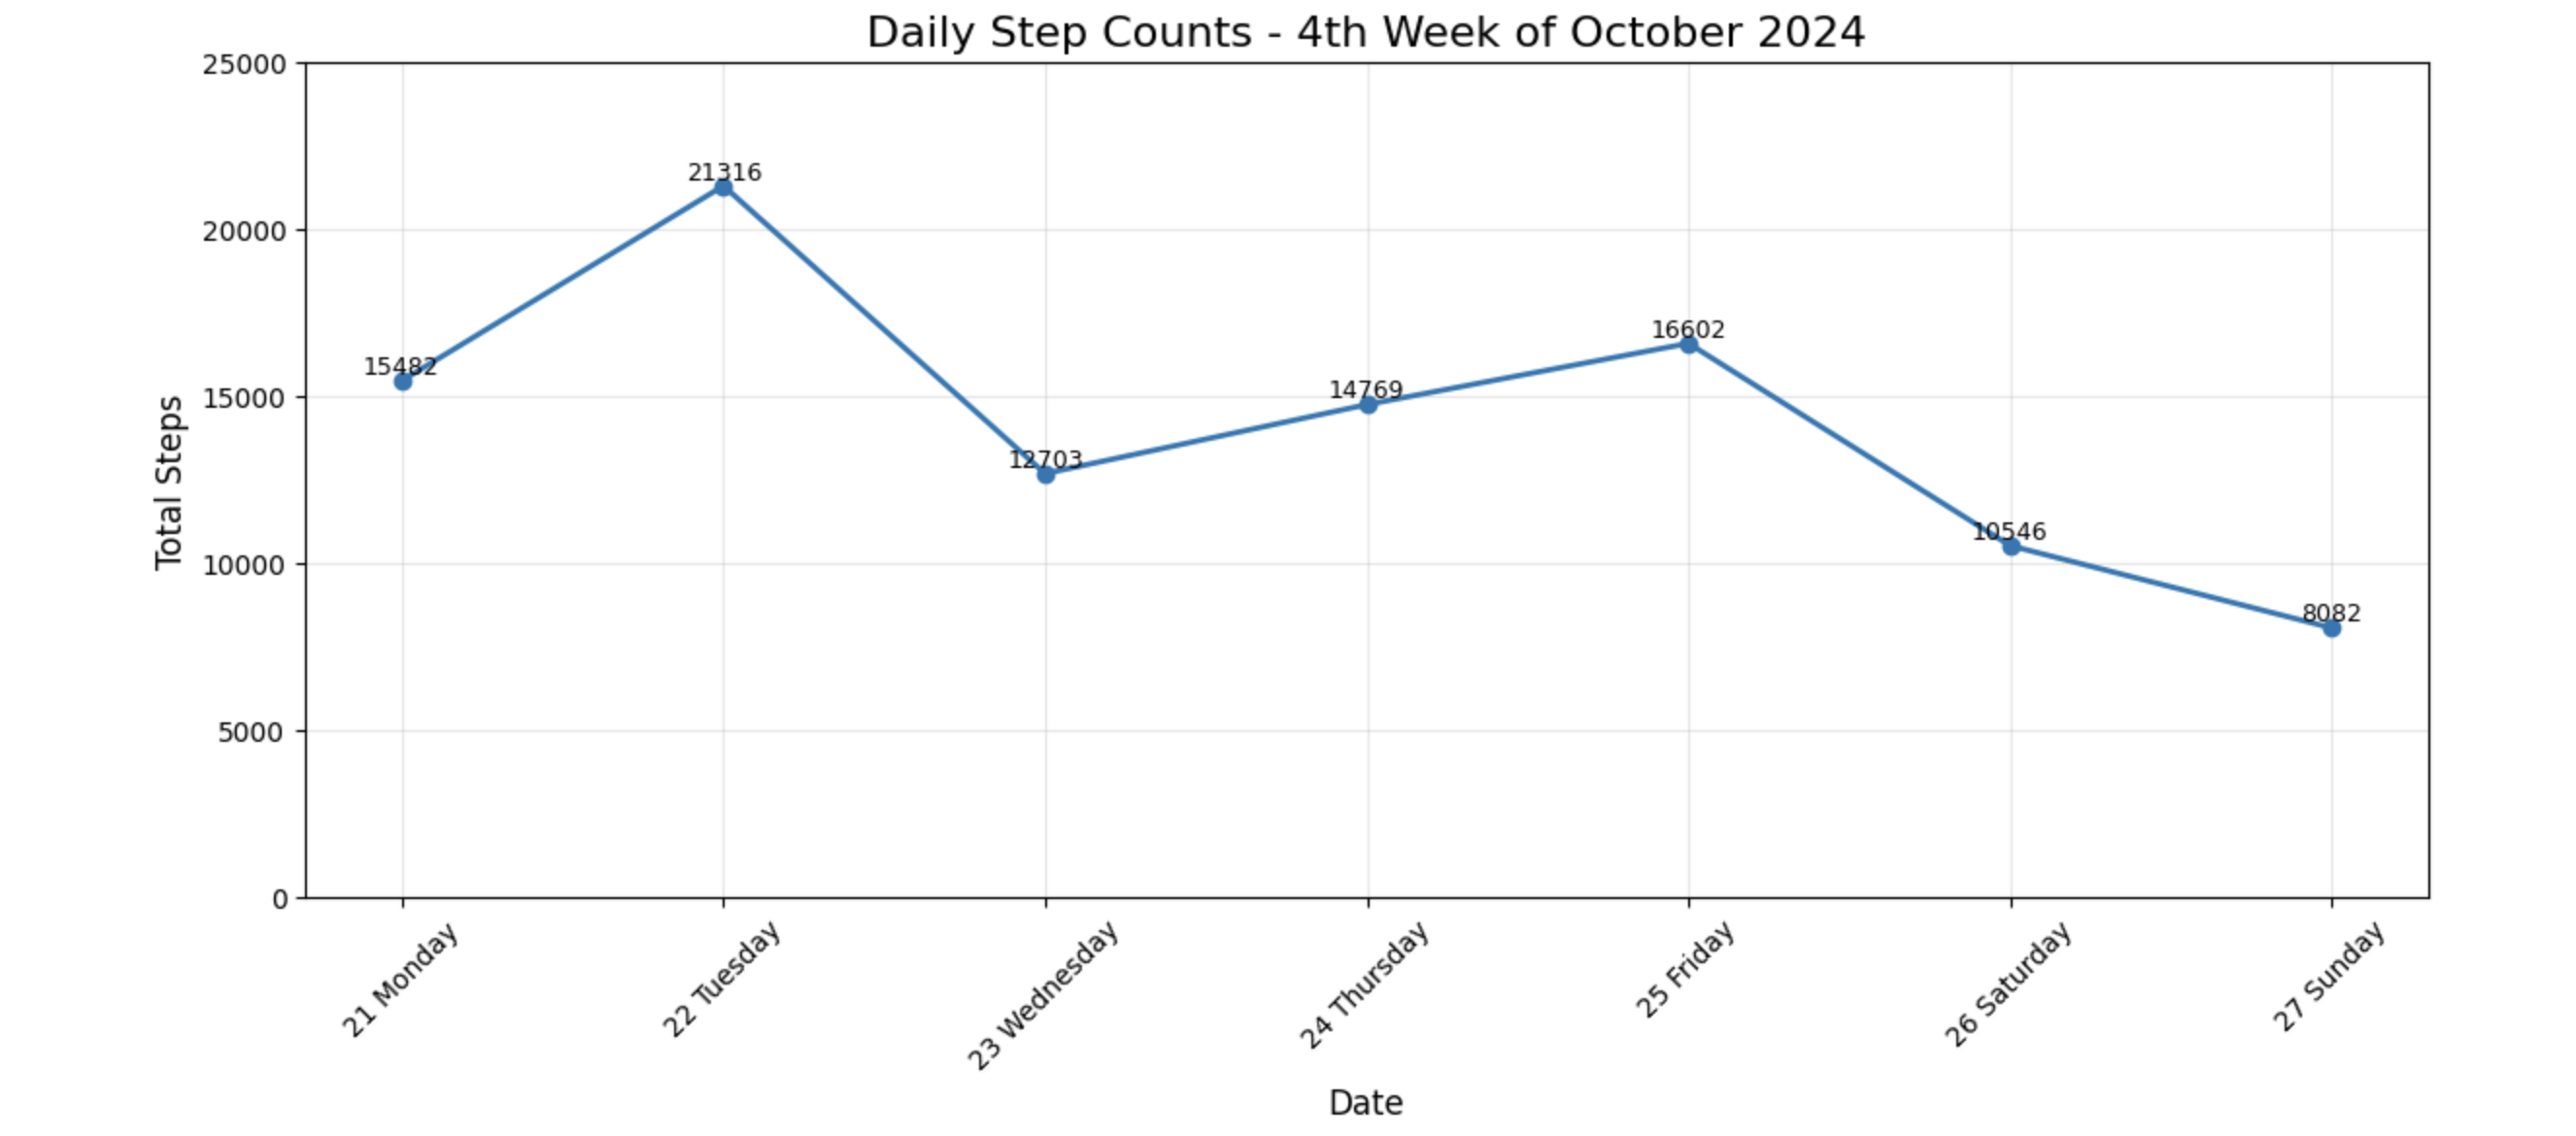 Daily Step Counts - 4th Week of October 2024
25000
20000
15000
10000
5000
0
Total Steps
15482
21316
12703
14769
16602
10546
8082
21 Monday
22 Tuesday
23 Wednesday
24 Thursday
25 Friday
26 Saturday
27 Sunday
Date